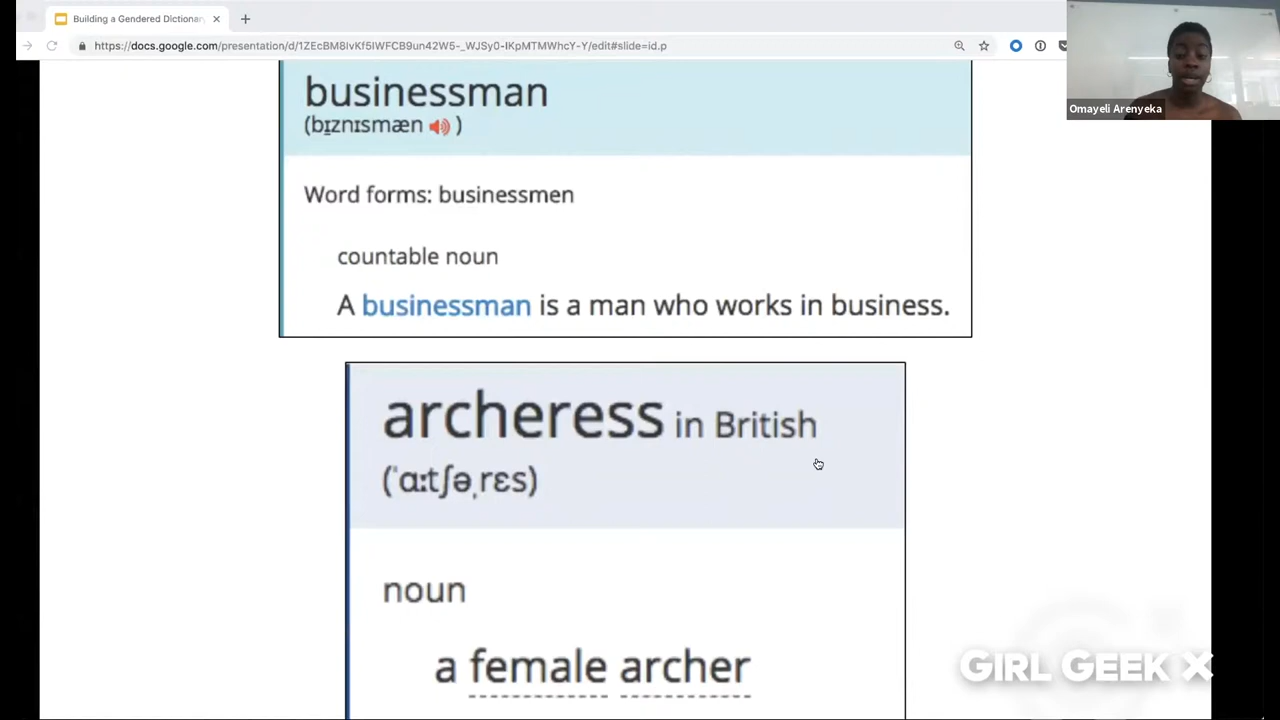 Building a Gendered Dictionary
https://docs.google.com/presentation/d/1ZEcBM8IvKf5IWFCB9un42W5-_WJSy0-IKpMTMWhcY-Y/edit#slide=id.p
Omayeli Arenyeka
businessman
(bɪznɪsmæn )
Word forms: businessmen
countable noun
A businessman is a man who works in business.
archeress in British
(ˈɑːtʃəˌrɛs)
noun
a female archer
GIRL GEEK X